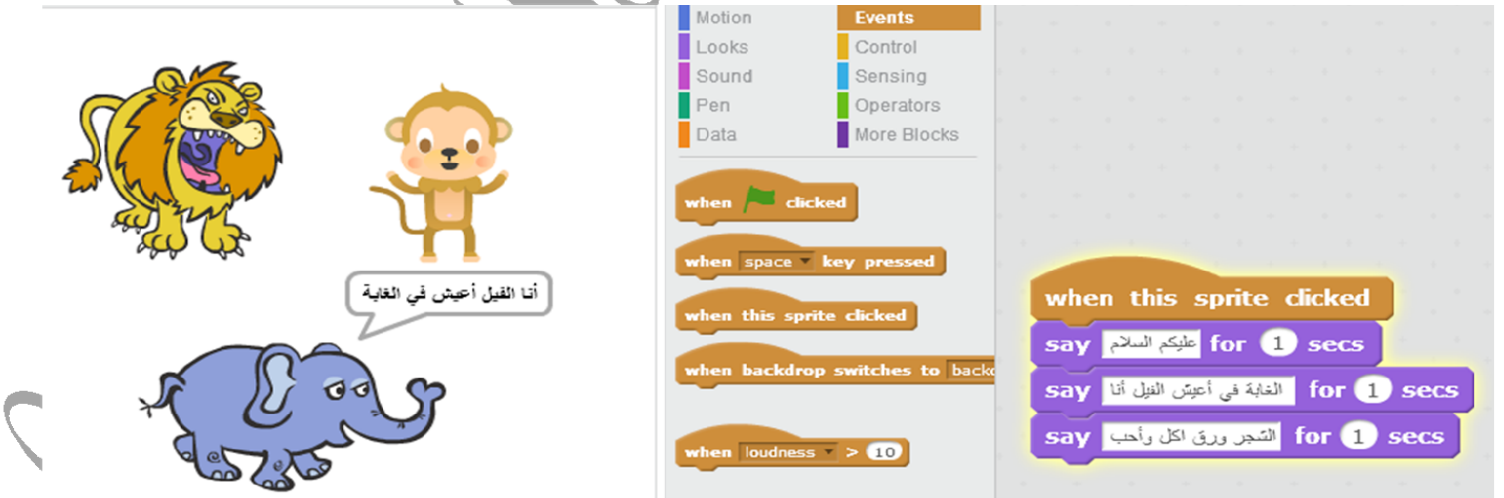 Motion
Looks
Sound
Pen
Data
Events
Control
Sensing
Operators
More Blocks
when clicked
when space key pressed
when this sprite clicked
when backdrop switches to backd
when loudness > 10
أنا الفيل أعيش في الغابة
when this sprite clicked
say عليكم السلام for 1 secs
say الغابة في أعيش الفيل أنا for 1 secs
say الشجر ورق اكل وأحب for 1 secs